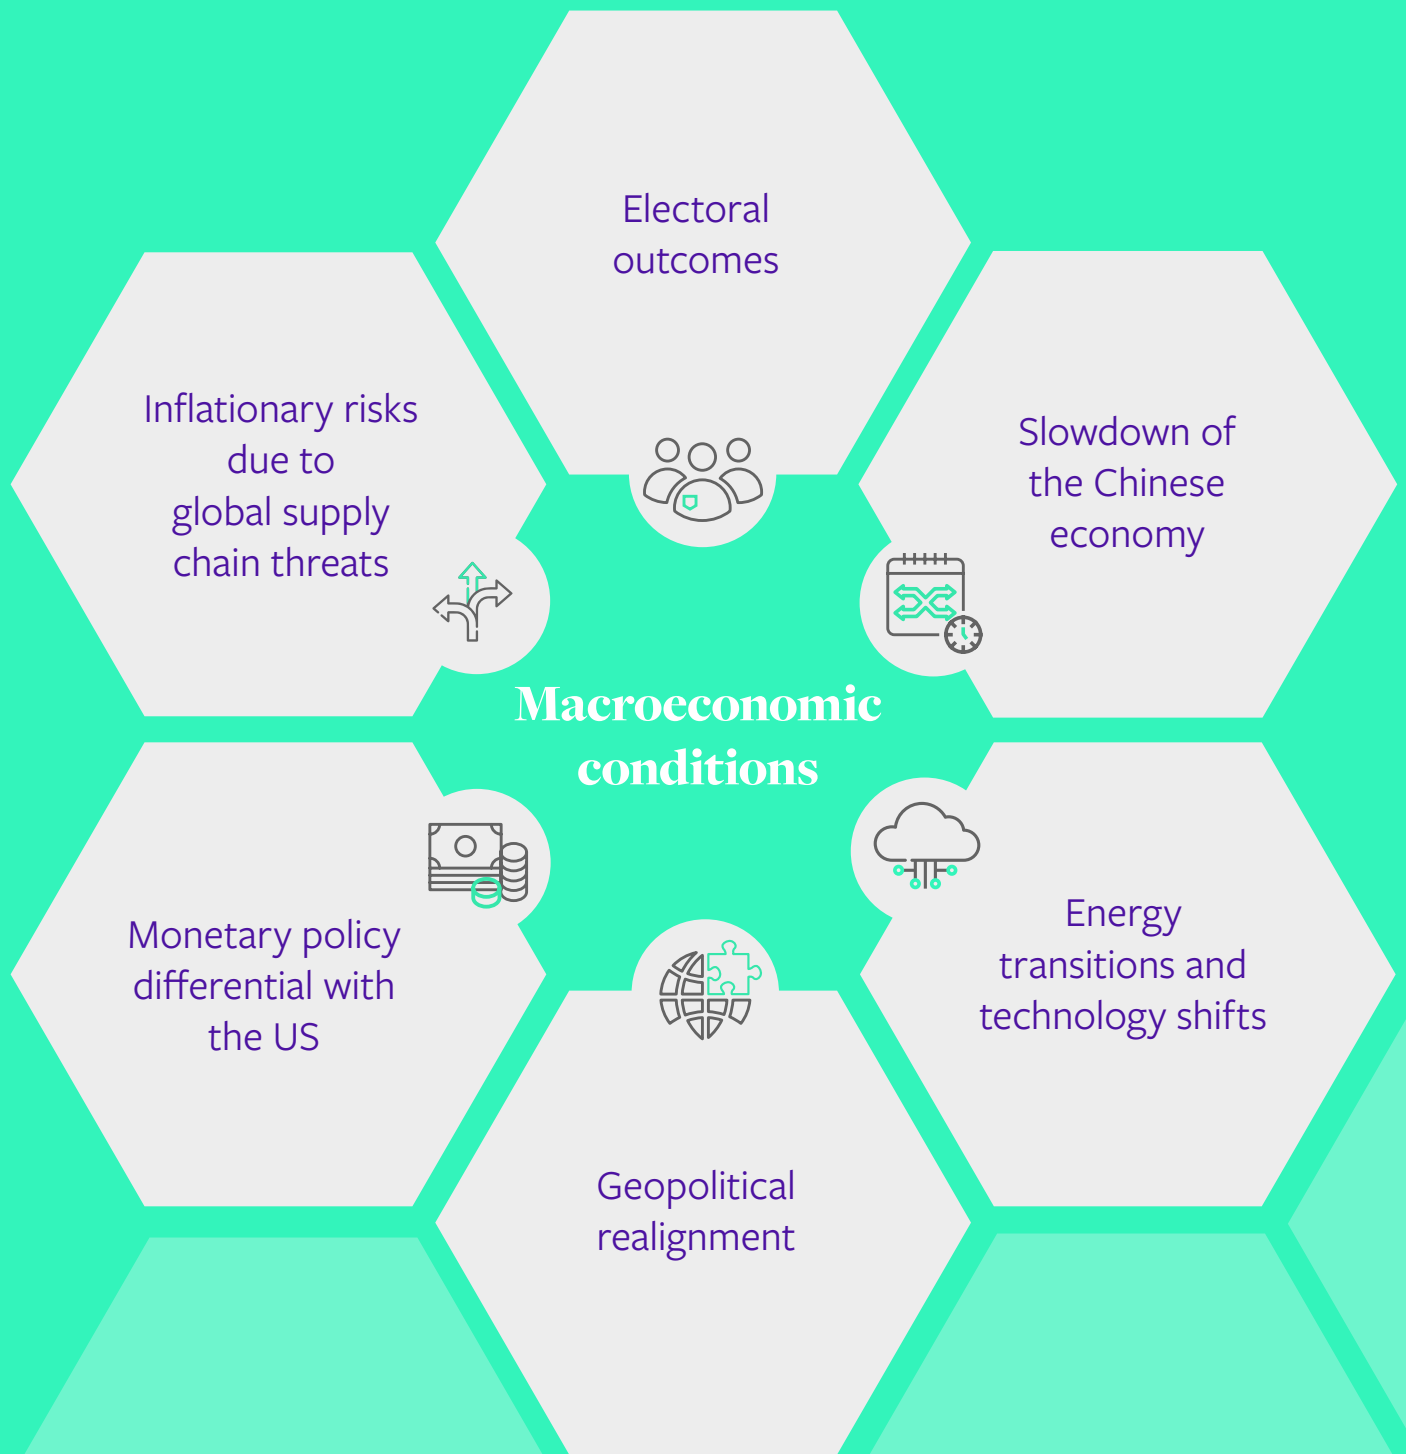 Electoral
outcomes
Inflationary risks
due to
global supply
chain threats
Slowdown of
the Chinese
economy
Macroeconomic
conditions
Monetary policy
differential with
the US
Energy
transitions and
technology shifts
Geopolitical
realignment